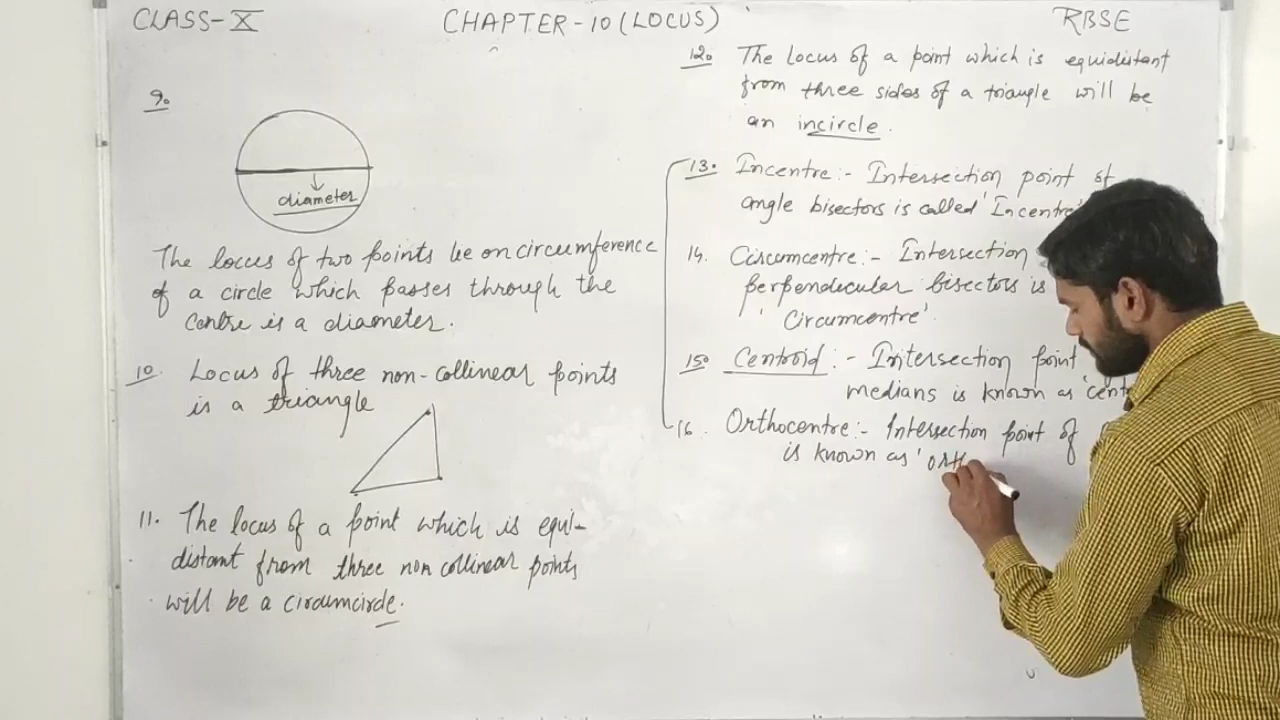 CLASS-X
CHAPTER-10 (LOCUS)
RBSE
9.
diameter
The locus of two points lie on circumference
of a circle which passes through the
centre is a diameter.
10. Locus of three non-collinear points
is a triangle
11. The locus of a point which is equi-
distant from three non collinear points
will be a circumcircle.
12. The locus of a point which is equidistant
from three sides of a triangle will be
an incircle.
13. Incentre:- Intersection point of
angle bisectors is called 'Incentre'
14. Circumcentre:- Intersection
perpendicular bisectors is
'Circumcentre'.
15. Centroid:- Intersection point
medians is known as 'cent
16. Orthocentre:- Intersection point of
is known as 'orth